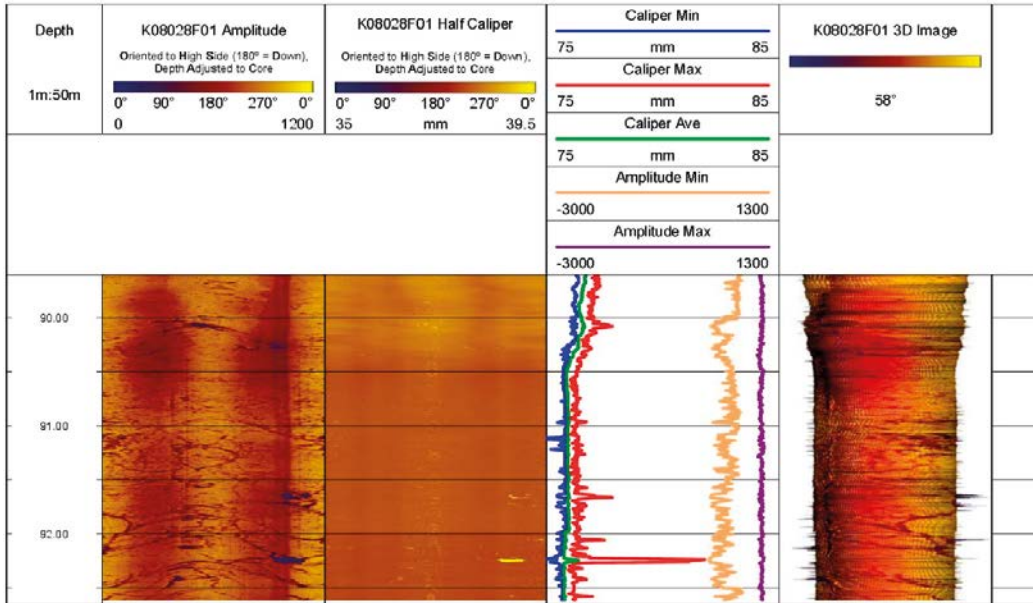 Depth
1m:50m
K08028F01 Amplitude
Oriented to High Side (180º = Down),
Depth Adjusted to Core
0° 90° 180° 270° 0°
0 1200
K08028F01 Half Caliper
Oriented to High Side (180º = Down),
Depth Adjusted to Core
0° 90° 180° 270° 0°
35 mm 39.5
Caliper Min
75 mm 85
Caliper Max
75 mm 85
Caliper Ave
75 mm 85
Amplitude Min
-3000 1300
Amplitude Max
-3000 1300
K08028F01 3D Image
58°
90.00
91.00
92.00